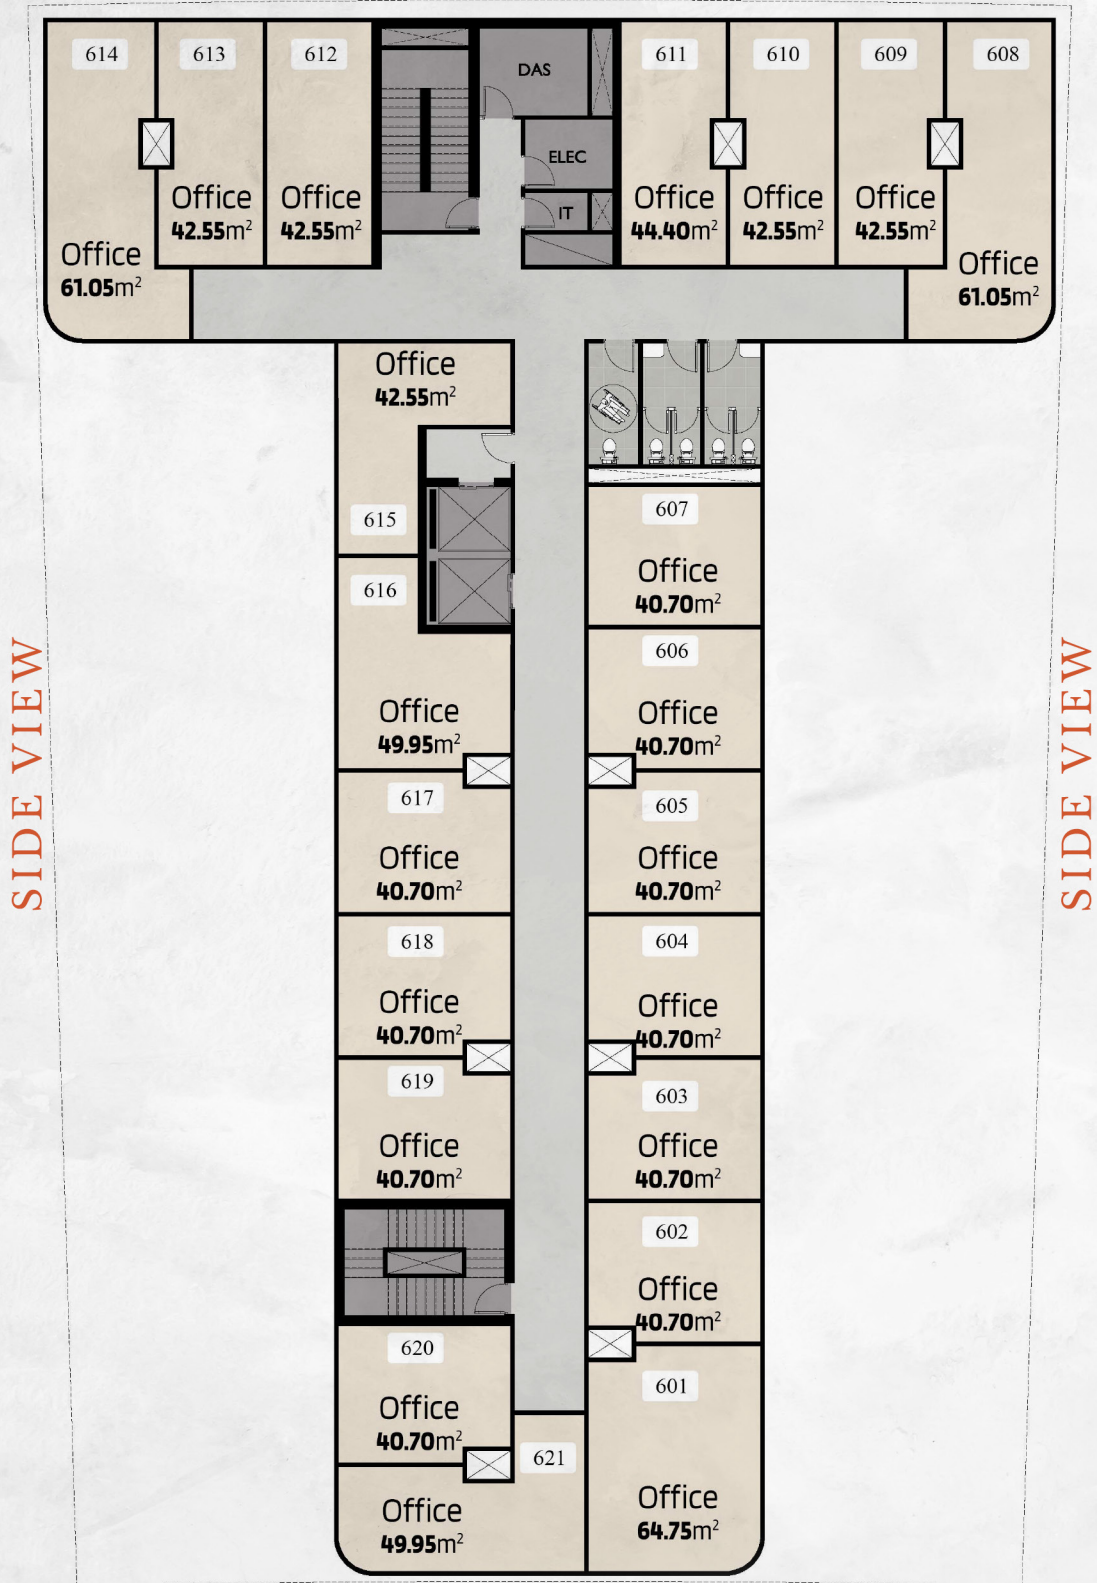 614
613
612
DAS
611
610
609
608
ELEC
IT
Office
42.55m²
Office
42.55m²
Office
44.40m²
Office
42.55m²
Office
42.55m²
Office
61.05m²
Office
61.05m²
Office
42.55m²
615
607
Office
40.70m²
616
Office
49.95m²
606
Office
40.70m²
SIDE VIEW
SIDE VIEW
617
Office
40.70m²
605
Office
40.70m²
618
Office
40.70m²
604
Office
40.70m²
619
Office
40.70m²
603
Office
40.70m²
602
Office
40.70m²
620
Office
40.70m²
601
Office
64.75m²
621
Office
49.95m²